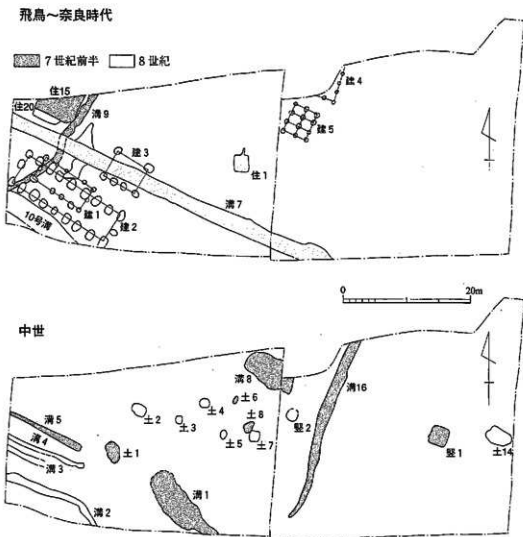 飛鳥〜奈良時代
7世紀前半 8世紀
住15
住20
溝9
建3
建4
建5
住1
溝7
建1
建2
10号溝
0 20m
中世
溝8
溝16
溝5
溝4
溝3
溝2
土1
土2
土3
土4
土6
土8
土5
土7
竪2
溝1
竪1
土14